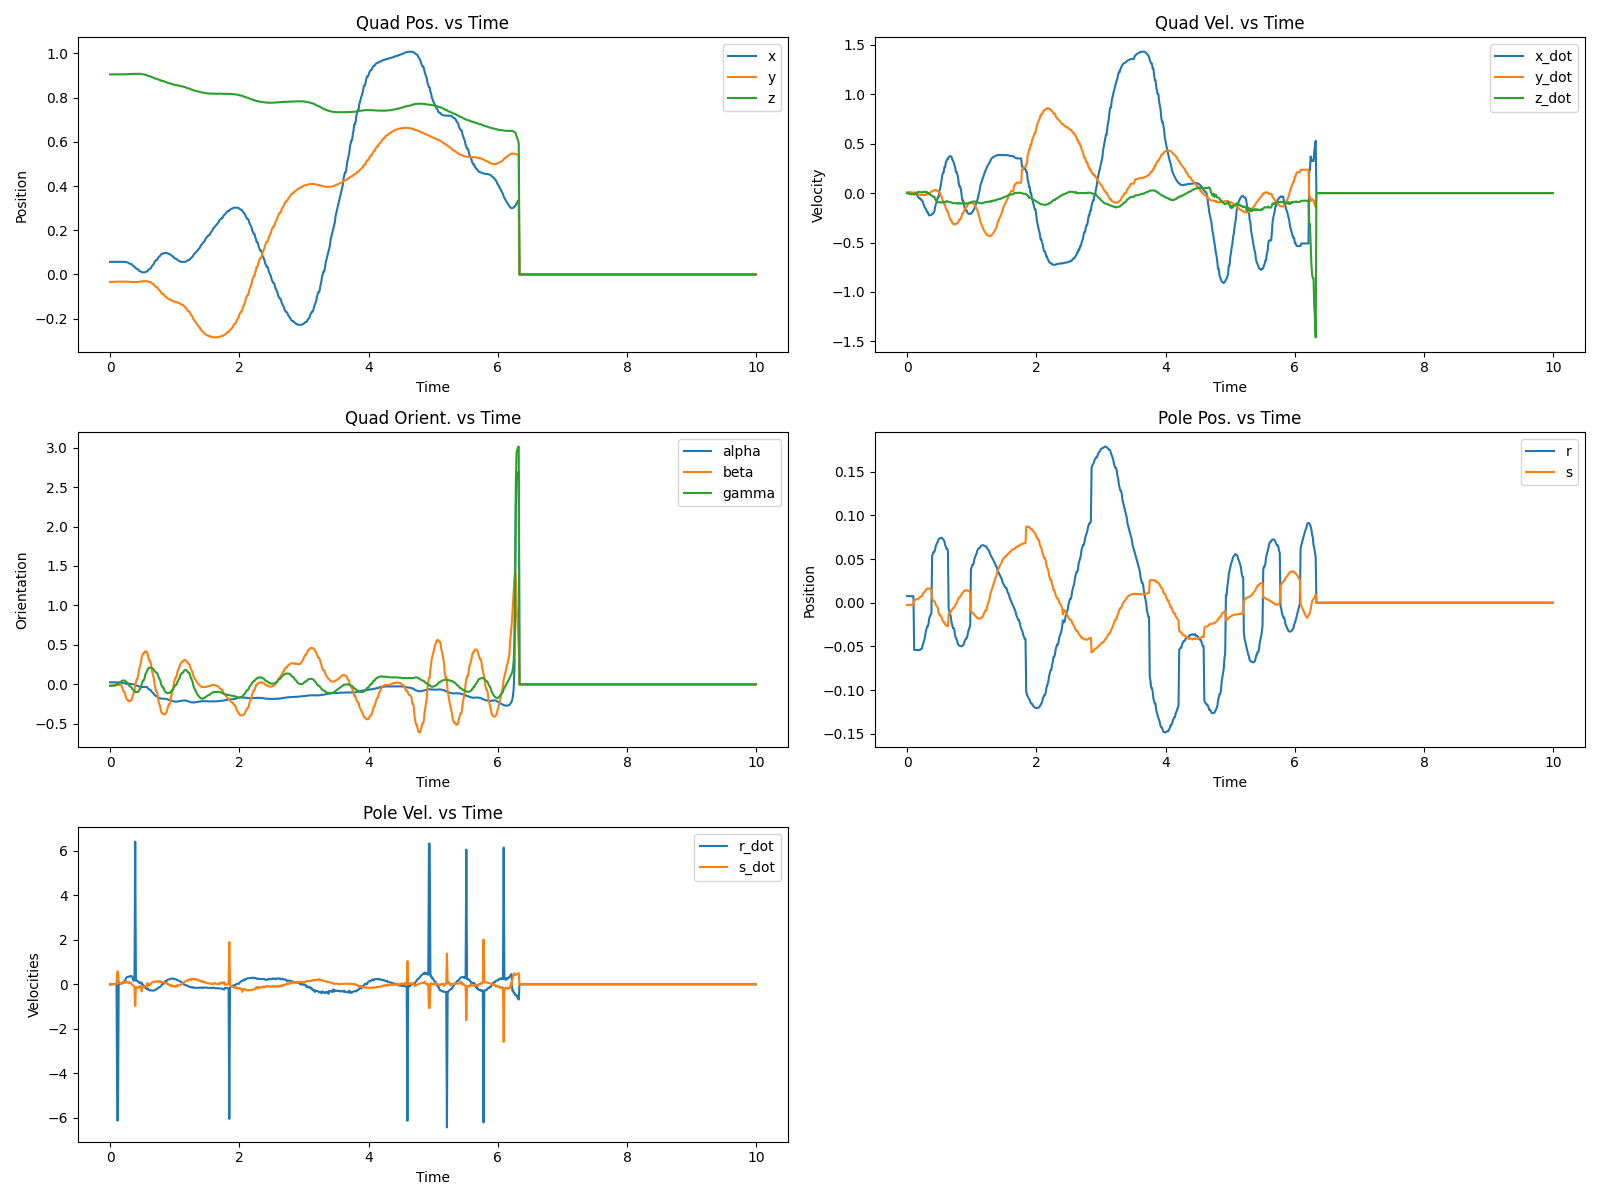 Quad Pos. vs Time
Position
1.0
0.8
0.6
0.4
0.2
0.0
−0.2
x
y
z
0 2 4 6 8 10
Time
Quad Vel. vs Time
Velocity
1.5
1.0
0.5
0.0
−0.5
−1.0
−1.5
x_dot
y_dot
z_dot
0 2 4 6 8 10
Time
Quad Orient. vs Time
Orientation
3.0
2.5
2.0
1.5
1.0
0.5
0.0
−0.5
alpha
beta
gamma
0 2 4 6 8 10
Time
Pole Pos. vs Time
Position
0.15
0.10
0.05
0.00
−0.05
−0.10
−0.15
r
s
0 2 4 6 8 10
Time
Pole Vel. vs Time
Velocities
6
4
2
0
−2
−4
−6
r_dot
s_dot
0 2 4 6 8 10
Time